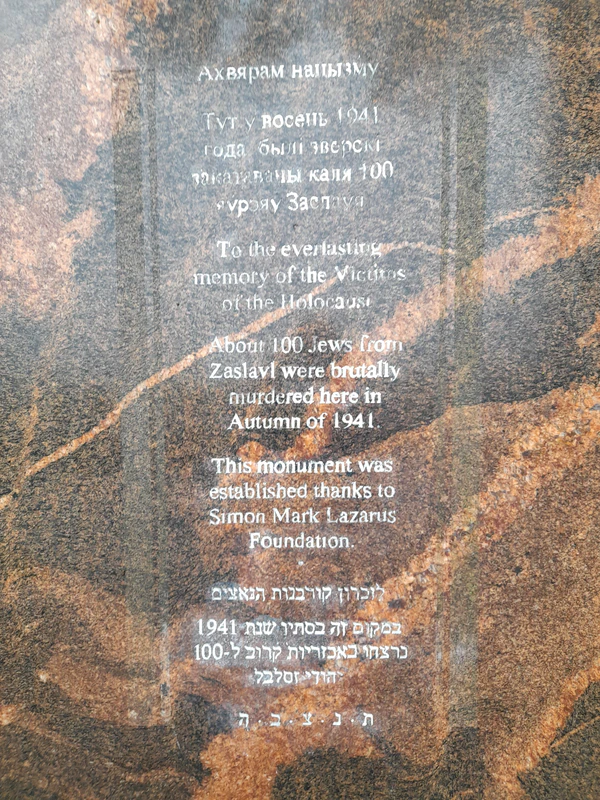 Ахвярам нацызму
Тут у восень 1941
года былі зверскі
закатаваны каля 100
яўрэяў Заслаўя
To the everlasting
memory of the Victims
of the Holocaust
About 100 Jews from
Zaslavl were brutally
murdered here in
Autumn of 1941.
This monument was
established thanks to
Simon Mark Lazarus
Foundation.
לזכרון קורבנות הנאצים
במקום זה בסתיו שנת 1941
נרצחו באכזריות קרוב ל-100
יהודי זסלבל
ת . נ . צ . ב . ה